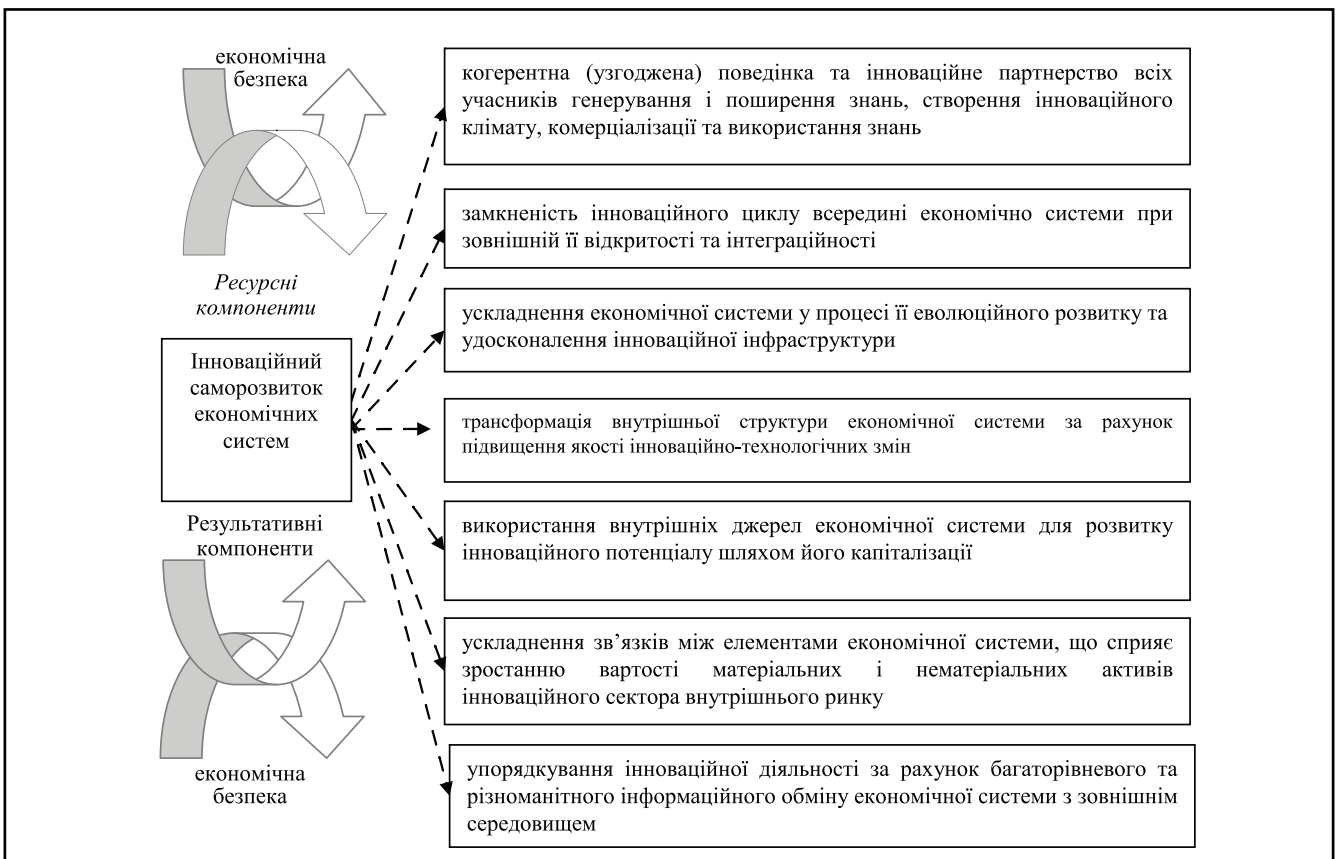 економічна
безпека
Ресурсні
компоненти
Інноваційний
саморозвиток
економічних
систем
Результативні
компоненти
економічна
безпека
когерентна (узгоджена) поведінка та інноваційне партнерство всіх
учасників генерування і поширення знань, створення інноваційного
клімату, комерціалізації та використання знань
замкненість інноваційного циклу всередині економічно системи при
зовнішній її відкритості та інтеграційності
ускладнення економічної системи у процесі її еволюційного розвитку та
удосконалення інноваційної інфраструктури
трансформація внутрішньої структури економічної системи за рахунок
підвищення якості інноваційно-технологічних змін
використання внутрішніх джерел економічної системи для розвитку
інноваційного потенціалу шляхом його капіталізації
ускладнення зв’язків між елементами економічної системи, що сприяє
зростанню вартості матеріальних і нематеріальних активів
інноваційного сектора внутрішнього ринку
упорядкування інноваційної діяльності за рахунок багаторівневого та
різноманітного інформаційного обміну економічної системи з зовнішнім
середовищем